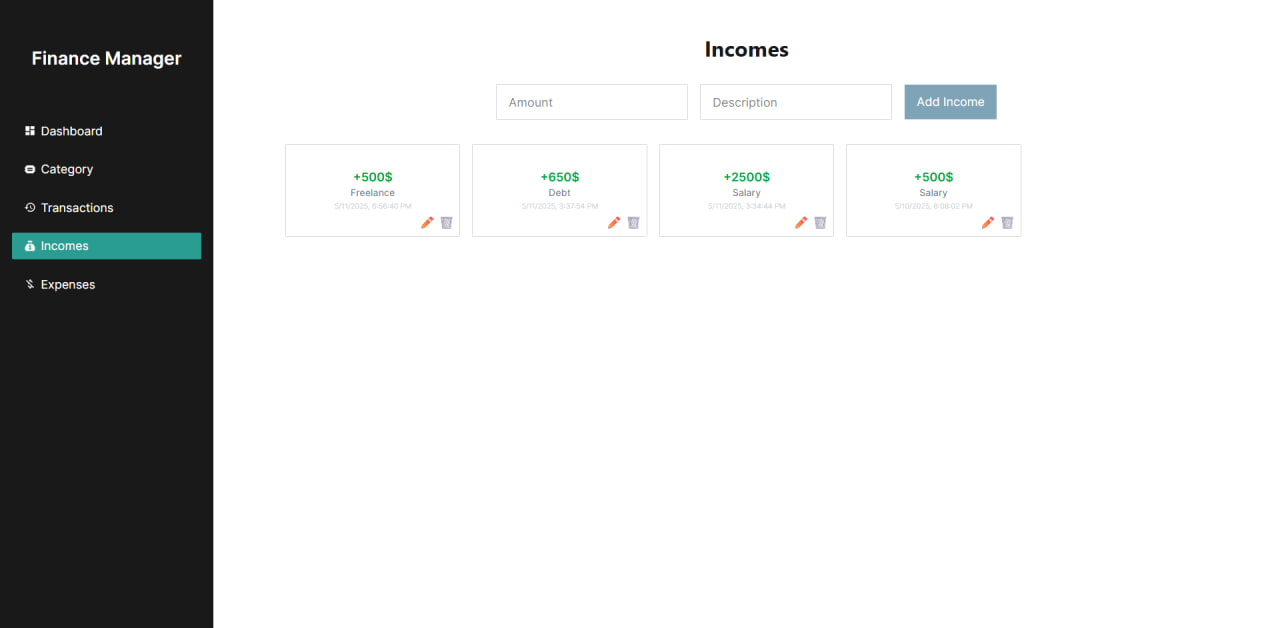 Finance Manager
Dashboard
Category
Transactions
Incomes
Expenses
Incomes
Amount
Description
Add Income
+500$
Freelance
5/11/2025, 6:56:40 PM
+650$
Debt
5/11/2025, 3:37:54 PM
+2500$
Salary
5/11/2025, 3:34:44 PM
+500$
Salary
5/10/2025, 8:08:02 PM